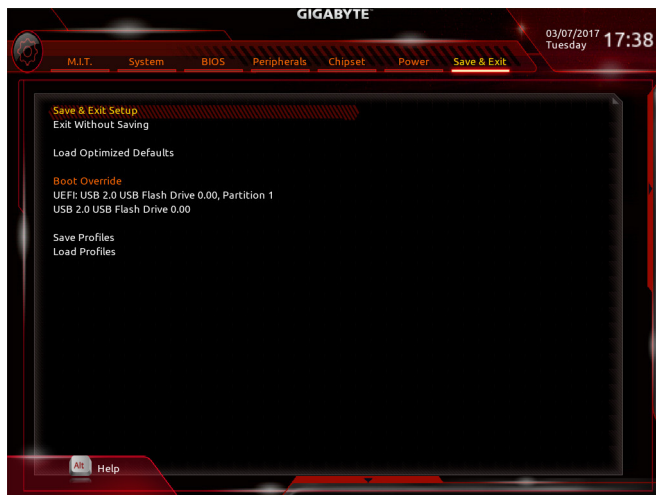 GIGABYTE™
03/07/2017 17:38
Tuesday
M.I.T. System BIOS Peripherals Chipset Power Save & Exit
Save & Exit Setup
Exit Without Saving
Load Optimized Defaults
Boot Override
UEFI: USB 2.0 USB Flash Drive 0.00, Partition 1
USB 2.0 USB Flash Drive 0.00
Save Profiles
Load Profiles
Alt Help